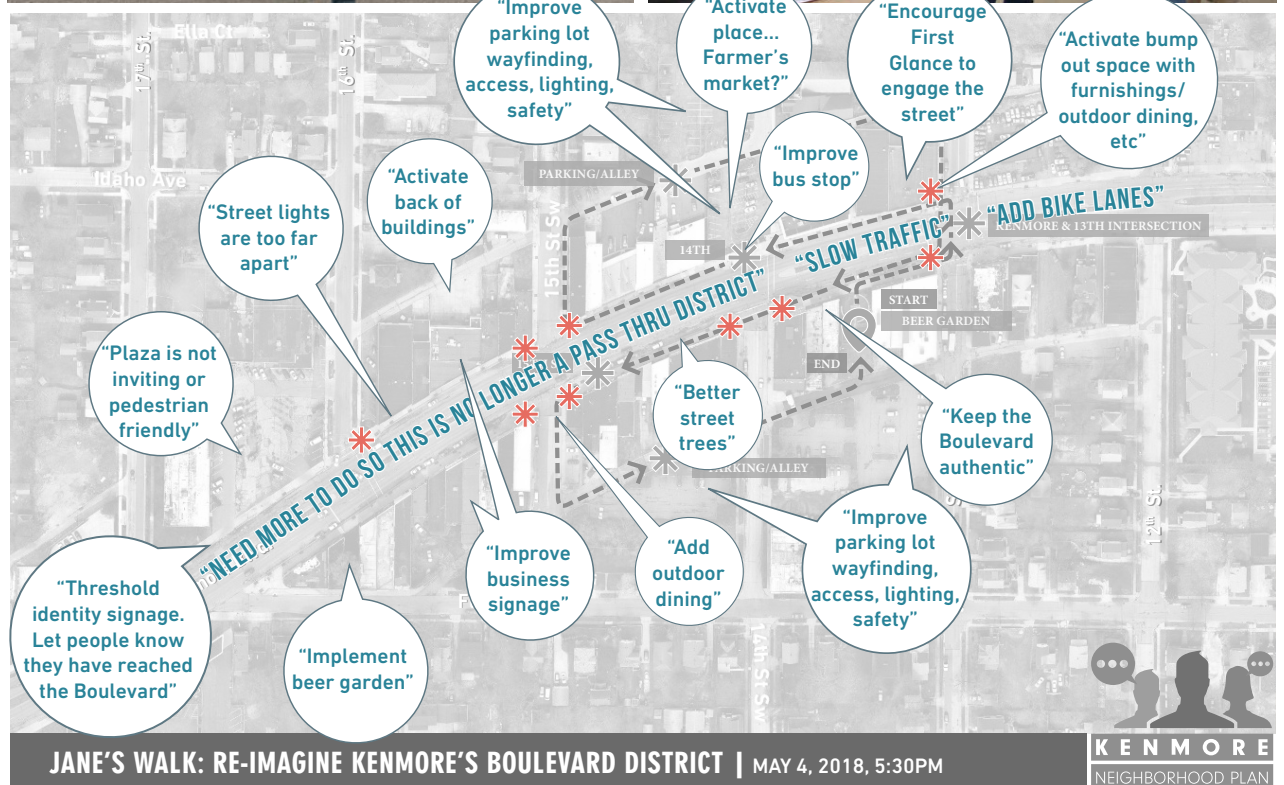 “Improve
parking lot
wayfinding,
access, lighting,
safety”
“Activate
place...
Farmer’s
market?”
“Encourage
First
Glance to
engage the
street”
“Activate bump
out space with
furnishings/
outdoor dining,
etc”
Ella Ct
17th St.
16th St.
Idaho Ave
PARKING/ALLEY
“Improve
bus stop”
“Activate
back of
buildings”
“Street lights
are too far
apart”
15th St Sw
14TH
“ADD BIKE LANES”
KENMORE & 13TH INTERSECTION
“SLOW TRAFFIC”
START
BEER GARDEN
END
“NEED MORE TO DO SO THIS IS NO LONGER A PASS THRU DISTRICT”
“Plaza is not
inviting or
pedestrian
friendly”
“Better
street
trees”
“Keep the
Boulevard
authentic”
PARKING/ALLEY
12th St.
“Improve
parking lot
wayfinding,
access, lighting,
safety”
“Improve
business
signage”
“Add
outdoor
dining”
“Threshold
identity signage.
Let people know
they have reached
the Boulevard”
“Implement
beer garden”
14th St Sw
JANE’S WALK: RE-IMAGINE KENMORE’S BOULEVARD DISTRICT | MAY 4, 2018, 5:30PM
KENMORE
NEIGHBORHOOD PLAN